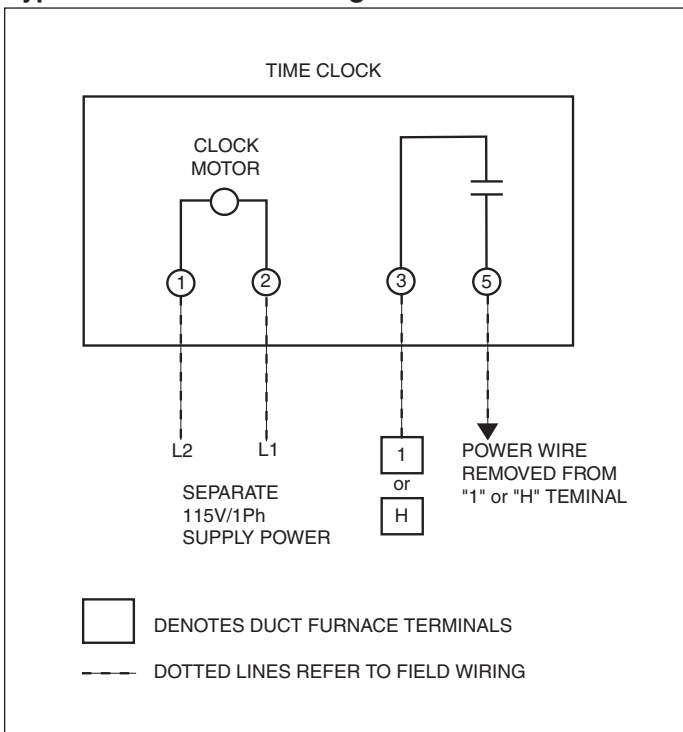 TIME CLOCK
CLOCK
MOTOR
1
2
3
5
L2
L1
SEPARATE
115V/1Ph
SUPPLY POWER
1
or
H
POWER WIRE
REMOVED FROM
"1" or "H" TEMINAL
DENOTES DUCT FURNACE TERMINALS
DOTTED LINES REFER TO FIELD WIRING